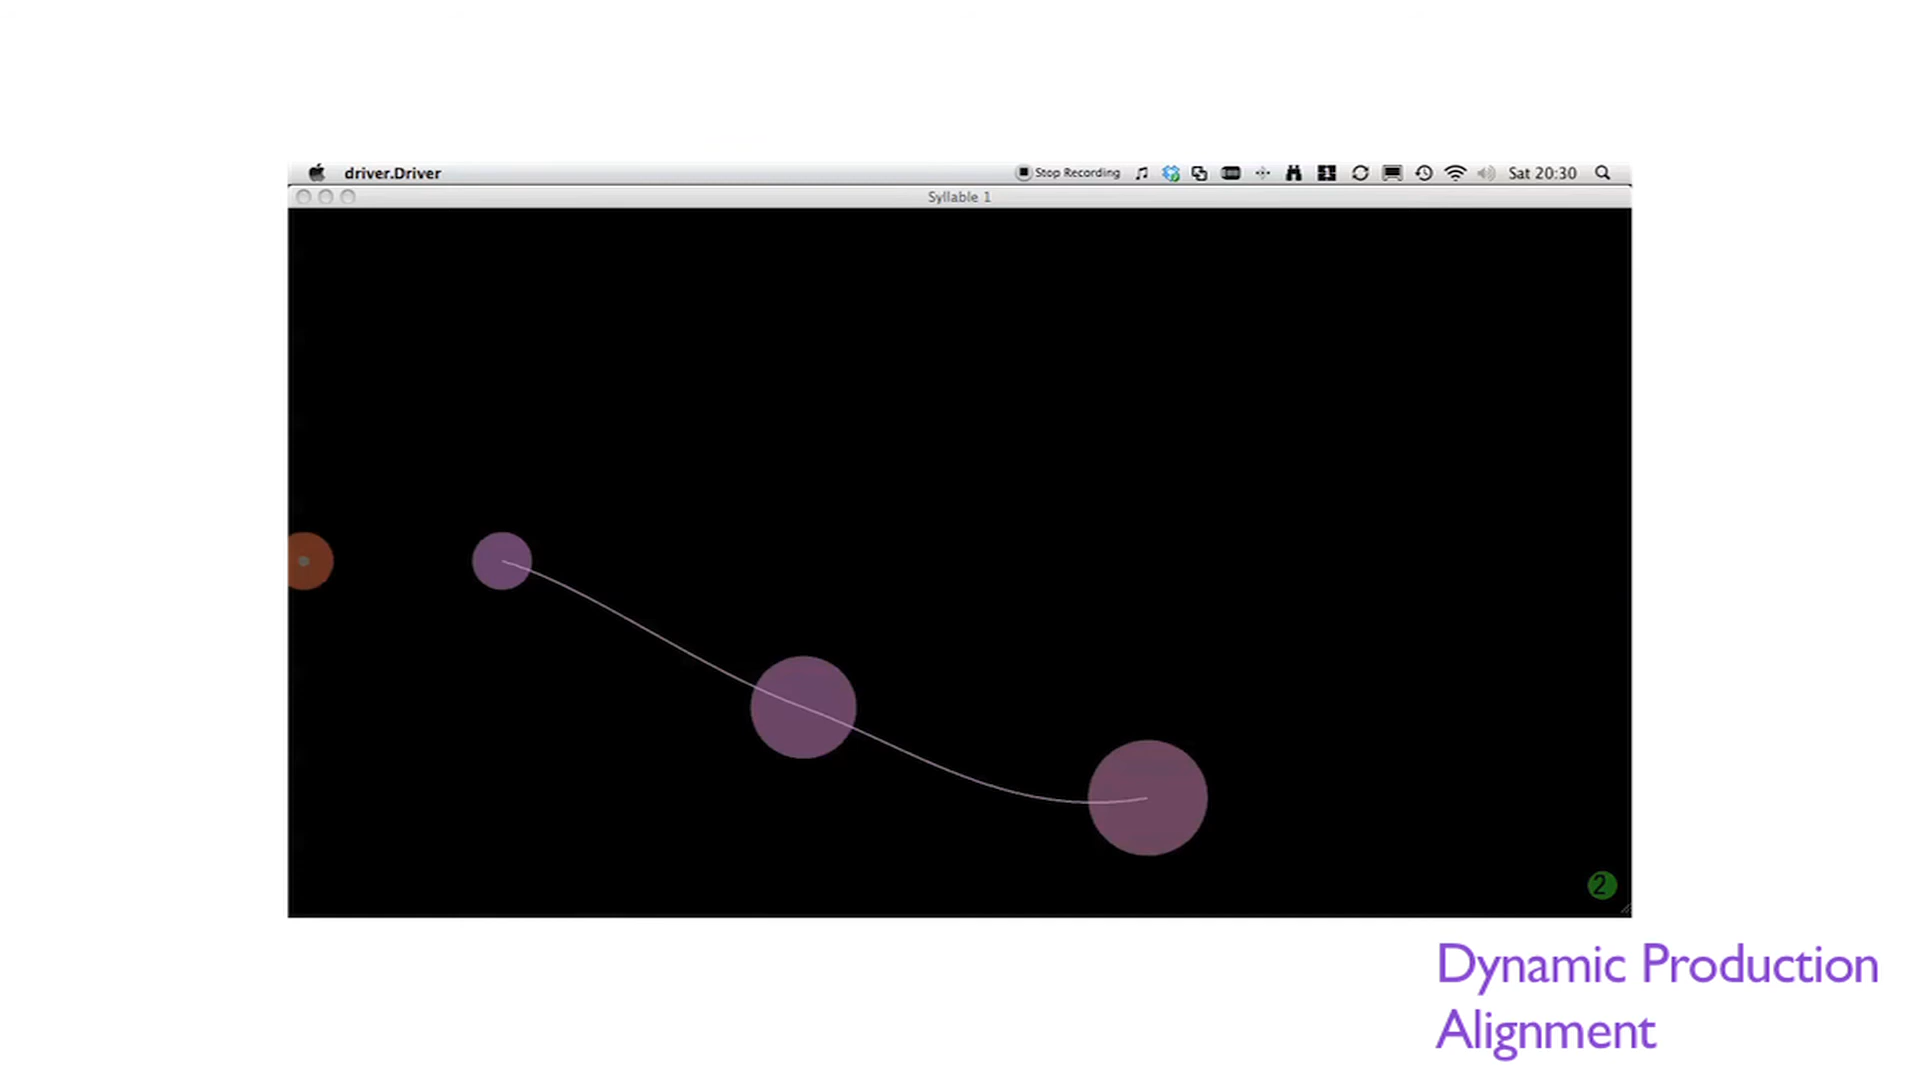 driver.Driver Stop Recording Sat 20:30
Syllable 1
2
Dynamic Production
Alignment